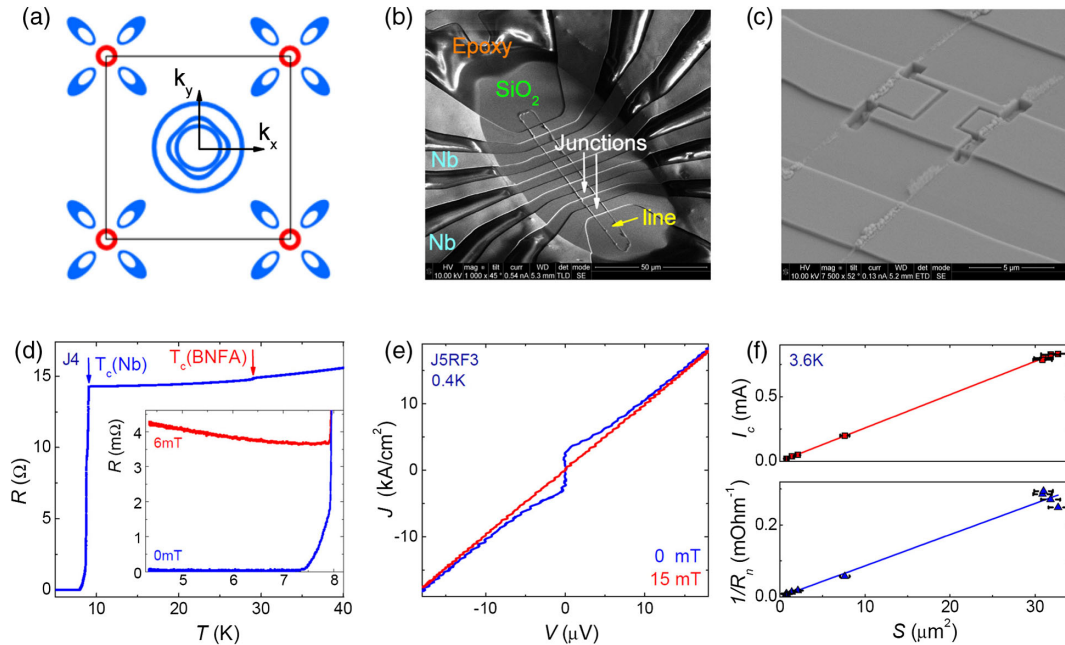 (a)
k_y
k_x
(b)
Epoxy
SiO_2
Junctions
Nb
line
Nb
HV mag tilt curr WD det mode
10.00 kV 1 000 x 45 ° 0.54 nA 5.3 mm TLD SE
50 µm
(c)
HV mag tilt curr WD det mode
10.00 kV 7 500 x 52 ° 0.13 nA 5.2 mm ETD SE
5 µm
(d)
J4
T_c(Nb)
T_c(BNFA)
15
10
5
0
R (Ω)
10 20 30 40
T (K)
R (mΩ)
4
3
2
1
0
6mT
0mT
5 6 7 8
(e)
J5RF3
0.4K
J (kA/cm²)
10
0
-10
0 mT
15 mT
-10 0 10
V (µV)
(f)
3.6K
I_c (mA)
0.8
0.0
1/R_n (mOhm⁻¹)
0.2
0.0
0 10 20 30
S (µm²)